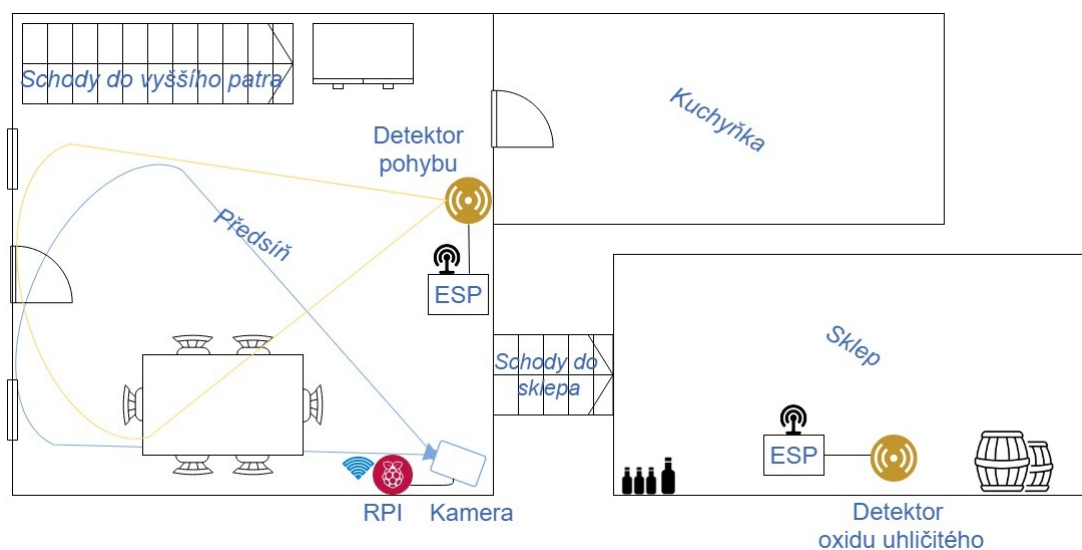 Schody do vyššího patra
Kuchyňka
Detektor
pohybu
Předsíň
ESP
Schody do
sklepa
Sklep
ESP
RPI
Kamera
Detektor
oxidu uhličitého